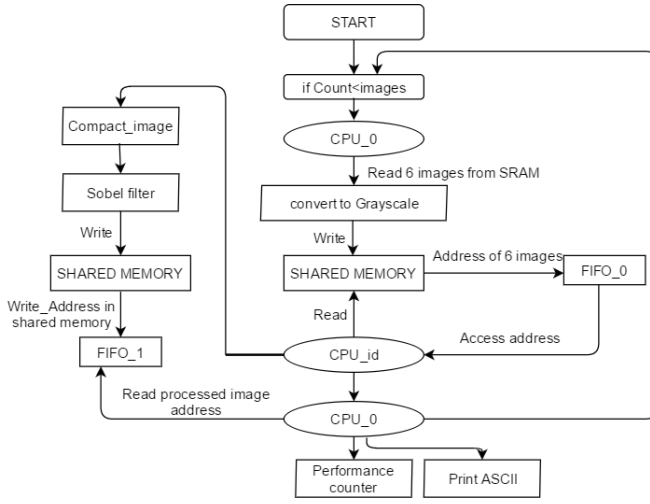 START
if Count<images
Compact_image
CPU_0
Read 6 images from SRAM
Sobel filter
convert to Grayscale
Write
Write
Address of 6 images
SHARED MEMORY
SHARED MEMORY
FIFO_0
Write_Address in
shared memory
Read
Access address
FIFO_1
CPU_id
Read processed image
address
CPU_0
Performance
counter
Print ASCII